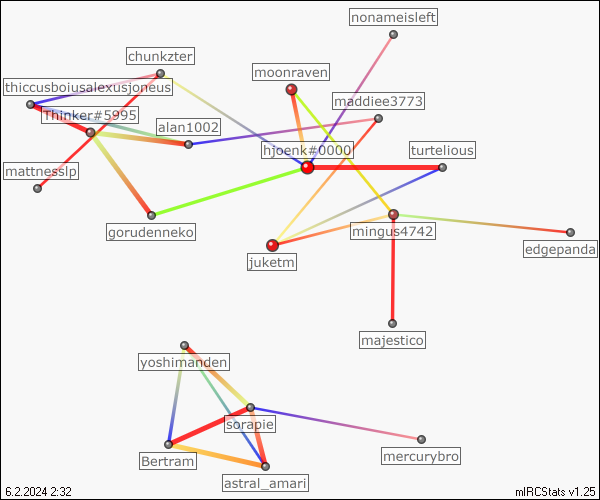 nonameisleft
chunkzter
moonraven
thiccusboiusalexusjoneus
maddiee3773
Thinker#5995
alan1002
hjoenk#0000
turtelious
mattnesslp
gorudenneko
mingus4742
edgepanda
juketm
majestico
yoshimanden
sorapie
mercurybro
Bertram
astral_amari
6.2.2024 2:32
mIRCStats v1.25